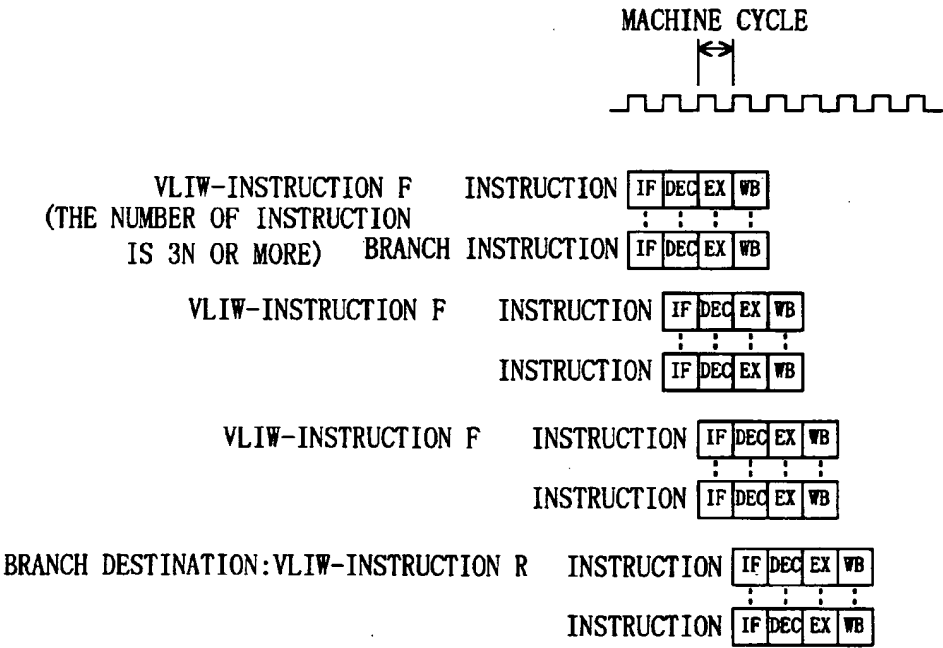 MACHINE CYCLE
VLIW-INSTRUCTION F INSTRUCTION IF DEC EX WB
(THE NUMBER OF INSTRUCTION
IS 3N OR MORE) BRANCH INSTRUCTION IF DEC EX WB
VLIW-INSTRUCTION F INSTRUCTION IF DEC EX WB
INSTRUCTION IF DEC EX WB
VLIW-INSTRUCTION F INSTRUCTION IF DEC EX WB
INSTRUCTION IF DEC EX WB
BRANCH DESTINATION:VLIW-INSTRUCTION R INSTRUCTION IF DEC EX WB
INSTRUCTION IF DEC EX WB